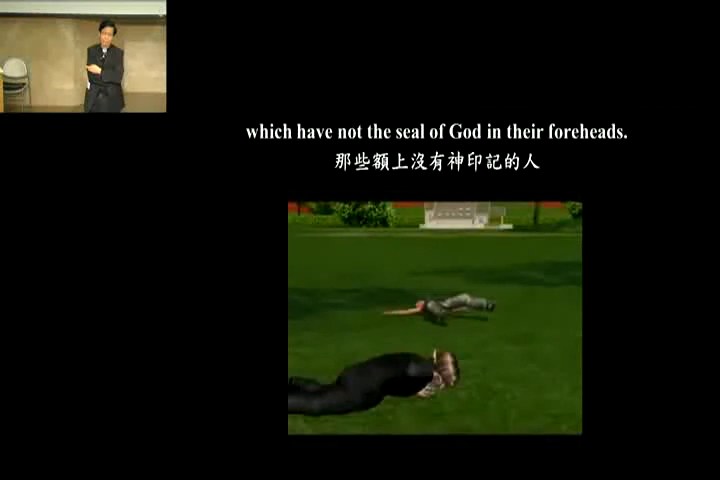 which have not the seal of God in their foreheads.
那些額上沒有神印記的人